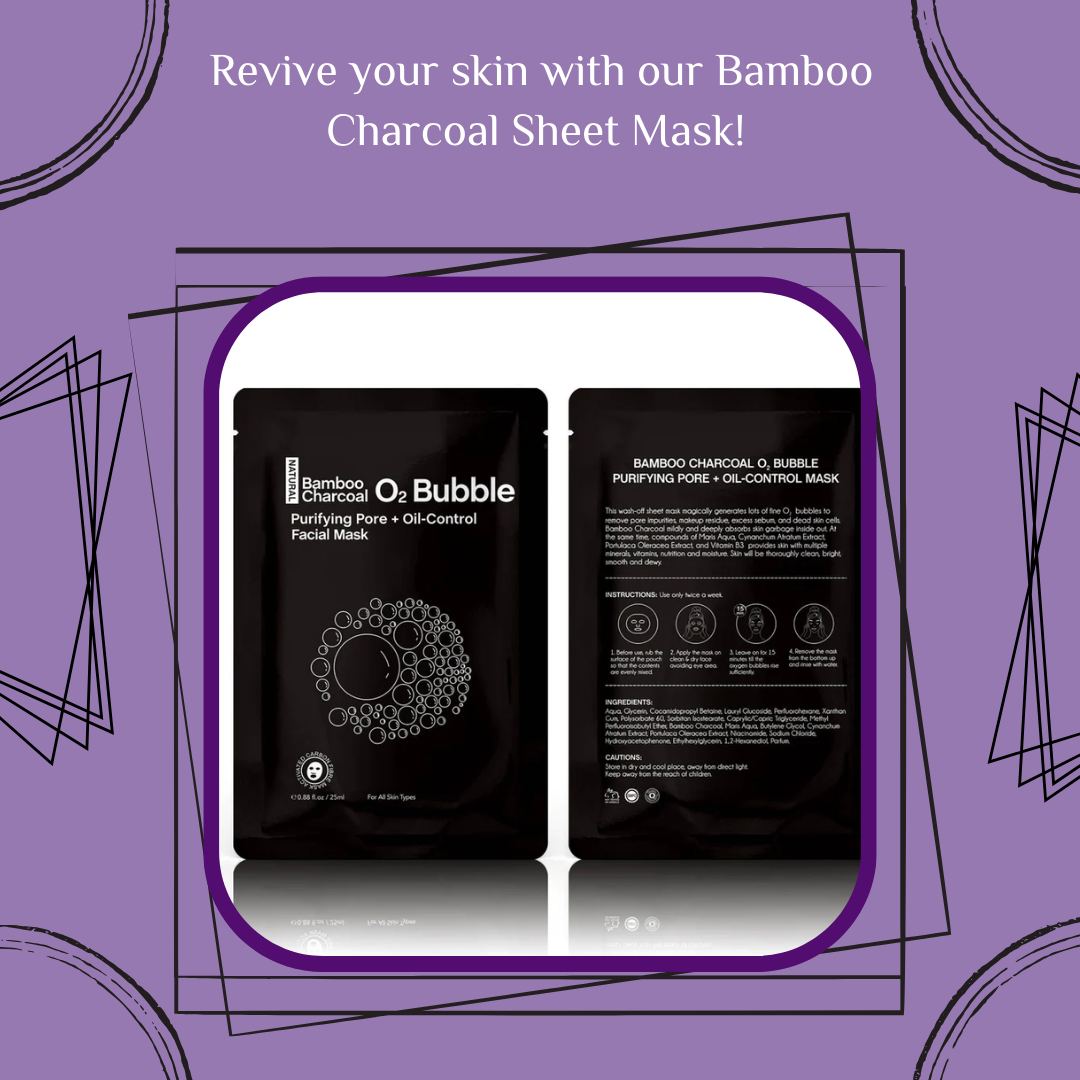 Revive your skin with our Bamboo
Charcoal Sheet Mask!
NATURAL
Bamboo
Charcoal O₂ Bubble
Purifying Pore + Oil-Control
Facial Mask
ACTIVATED CARBON FIBRE MASK
℮0.88 fl.oz / 25ml For All Skin Types
BAMBOO CHARCOAL O₂ BUBBLE
PURIFYING PORE + OIL-CONTROL MASK
This wash-off sheet mask magically generates lots of fine O₂ bubbles to
remove pore impurities, makeup residue, excess sebum, and dead skin cells.
Bamboo Charcoal mildly and deeply absorbs skin garbage inside out. At
the same time, compounds of Maris Aqua, Cynanchum Atratum Extract,
Portulaca Oleracea Extract, and Vitamin B3 provides skin with multiple
minerals, vitamins, nutrition and moisture. Skin will be thoroughly clean, bright,
smooth and dewy.
INSTRUCTIONS: Use only twice a week.
15
1. Before use, rub the
surface of the pouch
so that the contents
are evenly mixed.
2. Apply the mask on
clean & dry face
avoiding eye area.
3. Leave on for 15
minutes till the
oxygen bubbles rise
sufficiently.
4. Remove the mask
from the bottom up
and rinse with water.
INGREDIENTS:
Aqua, Glycerin, Cocamidopropyl Betaine, Lauryl Glucoside, Perfluorohexane, Xanthan
Gum, Polysorbate 60, Sorbitan Isostearate, Caprylic/Capric Triglyceride, Methyl
Perfluoroisobutyl Ether, Bamboo Charcoal, Maris Aqua, Butylene Glycol, Cynanchum
Atratum Extract, Portulaca Oleracea Extract, Niacinamide, Sodium Chloride,
Hydroxyacetophenone, Ethylhexylglycerin, 1,2-Hexanediol, Parfum.
CAUTIONS:
Store in dry and cool place, away from direct light.
Keep away from the reach of children.